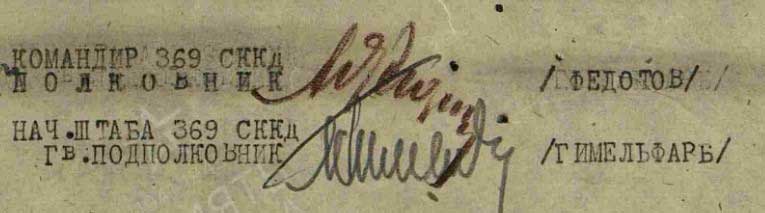 КОМАНДИР 369 СККД
ПОЛКОВНИК /ФЕДОТОВ/
НАЧ.ШТАБА 369 СККД
ГВ.ПОДПОЛКОВНИК /ГИМЕЛЬФАРБ/